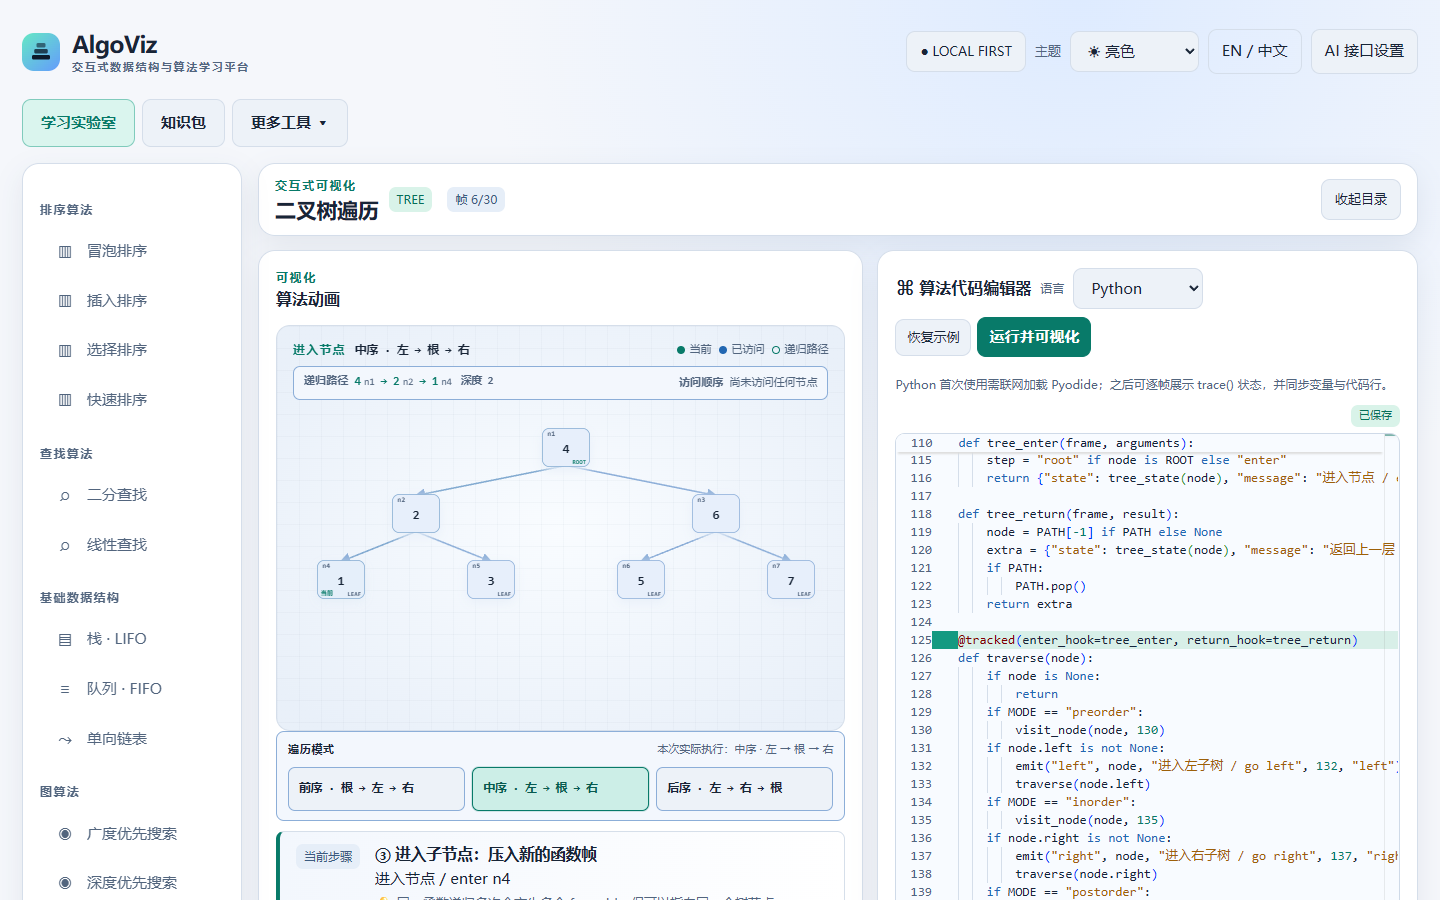 AlgoViz
交互式数据结构与算法学习平台
● LOCAL FIRST
主题
☀ 亮色
EN / 中文
AI 接口设置
学习实验室
知识包
更多工具 ▾
排序算法
冒泡排序
插入排序
选择排序
快速排序
查找算法
二分查找
线性查找
基础数据结构
栈 · LIFO
队列 · FIFO
单向链表
图算法
广度优先搜索
深度优先搜索
交互式可视化
二叉树遍历
TREE
帧 6/30
收起目录
可视化
算法动画
进入节点 中序 · 左 → 根 → 右
当前 已访问 递归路径
递归路径 4 n1 → 2 n2 → 1 n4 深度 2
访问顺序 尚未访问任何节点
n1
4
ROOT
n2
2
n3
6
n4
1
当前 LEAF
n5
3
LEAF
n6
5
LEAF
n7
7
LEAF
遍历模式
本次实际执行：中序 · 左 → 根 → 右
前序 · 根 → 左 → 右
中序 · 左 → 根 → 右
后序 · 左 → 右 → 根
当前步骤
③ 进入子节点：压入新的函数帧
进入节点 / enter n4
⌘ 算法代码编辑器
语言
Python
恢复示例
运行并可视化
Python 首次使用需联网加载 Pyodide；之后可逐帧展示 trace() 状态，并同步变量与代码行。
已保存
110 def tree_enter(frame, arguments):
115 step = "root" if node is ROOT else "enter"
116 return {"state": tree_state(node), "message": "进入节点 /
117
118 def tree_return(frame, result):
119 node = PATH[-1] if PATH else None
120 extra = {"state": tree_state(node), "message": "返回上一层
121 if PATH:
122 PATH.pop()
123 return extra
124
125 @tracked(enter_hook=tree_enter, return_hook=tree_return)
126 def traverse(node):
127 if node is None:
128 return
129 if MODE == "preorder":
130 visit_node(node, 130)
131 if node.left is not None:
132 emit("left", node, "进入左子树 / go left", 132, "left")
133 traverse(node.left)
134 if MODE == "inorder":
135 visit_node(node, 135)
136 if node.right is not None:
137 emit("right", node, "进入右子树 / go right", 137, "righ
138 traverse(node.right)
139 if MODE == "postorder":